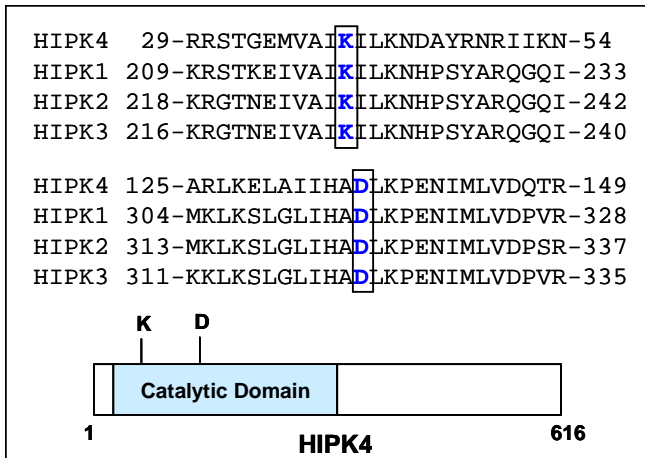 HIPK4 29-RRSTGEMVAIKILKNDAYRNRIIKN-54
HIPK1 209-KRSTKEIVAIKILKNHPSYARQGQI-233
HIPK2 218-KRGTNEIVAIKILKNHPSYARQGQI-242
HIPK3 216-KRGTNEIVAIKILKNHPSYARQGQI-240
HIPK4 125-ARLKELAIIHADLKPENIMLVDQTR-149
HIPK1 304-MKLKSLGLIHADLKPENIMLVDPVR-328
HIPK2 313-MKLKSLGLIHADLKPENIMLVDPSR-337
HIPK3 311-KKLKSLGLIHADLKPENIMLVDPVR-335
K D
Catalytic Domain
1 616
HIPK4